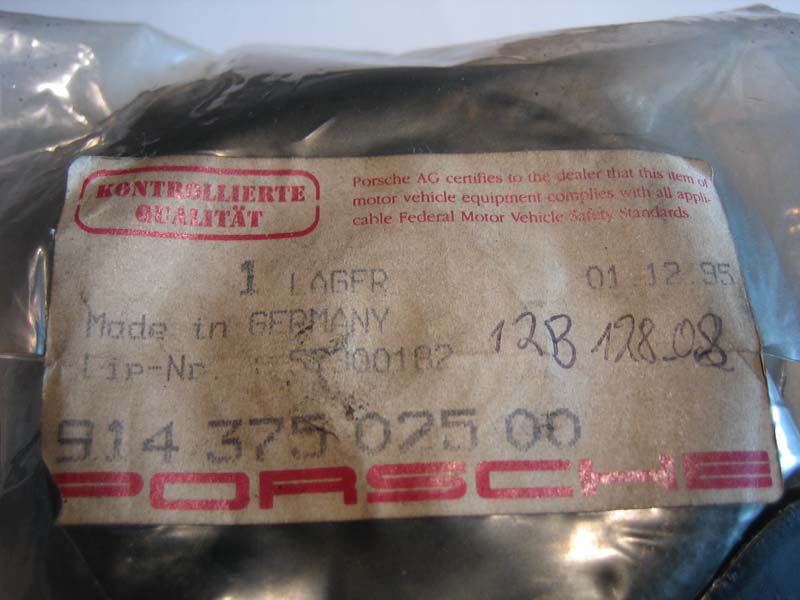 KONTROLLIERTE
QUALITÄT
Porsche AG certifies to the dealer that this item of
motor vehicle equipment complies with all appli-
cable Federal Motor Vehicle Safety Standards
1 LAGER 01.12.95
Made in GERMANY
12B 128.08
Lip-Nr. :
914 375 025 00
PORSCHE